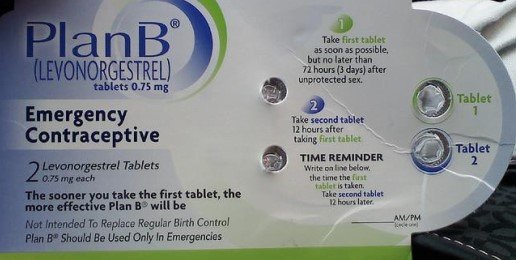 PlanB®
(LEVONORGESTREL)
tablets 0.75 mg
Emergency
Contraceptive
2 Levonorgestrel Tablets
0.75 mg each
The sooner you take the first tablet, the
more effective Plan B® will be
Not Intended To Replace Regular Birth Control
Plan B® Should Be Used Only In Emergencies
1
Take first tablet
as soon as possible,
but no later than
72 hours (3 days) after
unprotected sex.
2
Take second tablet
12 hours after
taking first tablet
TIME REMINDER
Write on line below,
the time the first
tablet is taken.
Take second tablet
12 hours later.
AM/PM
(circle one)
Tablet
1
Tablet
2